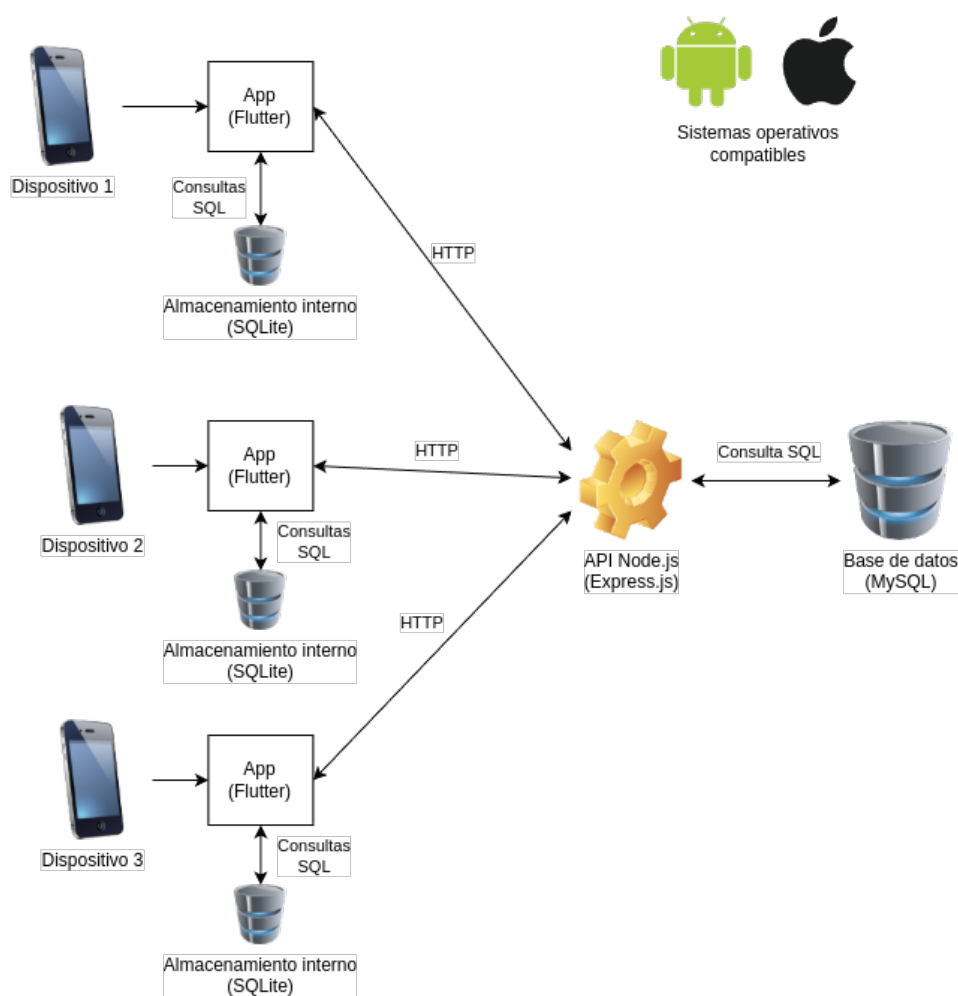 App
(Flutter)
Sistemas operativos
compatibles
Dispositivo 1
Consultas
SQL
HTTP
Almacenamiento interno
(SQLite)
App
(Flutter)
HTTP
Consulta SQL
Consultas
SQL
Dispositivo 2
API Node.js
(Express.js)
Base de datos
(MySQL)
HTTP
Almacenamiento interno
(SQLite)
App
(Flutter)
Dispositivo 3
Consultas
SQL
Almacenamiento interno
(SQLite)